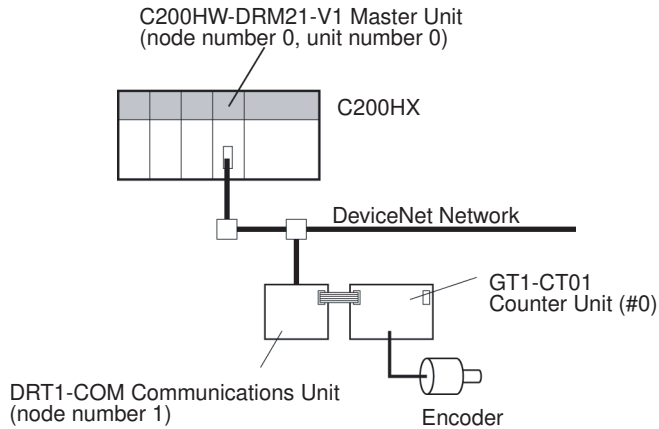 C200HW-DRM21-V1 Master Unit
(node number 0, unit number 0)
C200HX
DeviceNet Network
GT1-CT01
Counter Unit (#0)
DRT1-COM Communications Unit
(node number 1)
Encoder